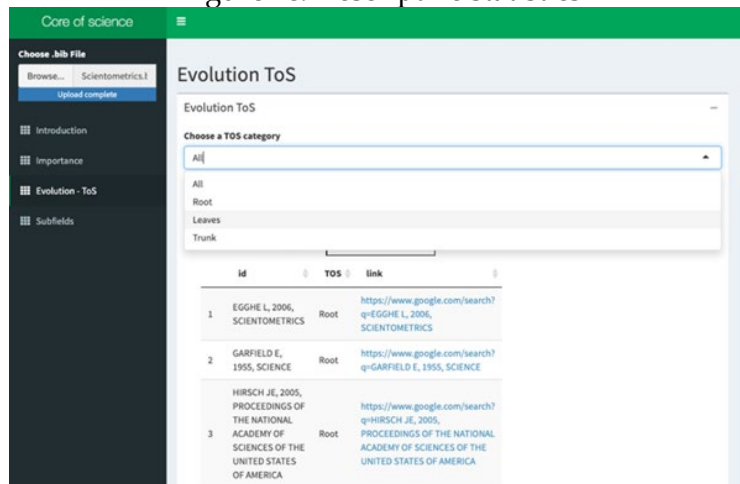 Core of science
Choose .bib File
Browse... Scientometrics.b
Upload complete
Introduction
Importance
Evolution - ToS
Subfields
Evolution ToS
Evolution ToS
Choose a TOS category
All
All
Root
Leaves
Trunk
id TOS link
1 EGGHE L, 2006, SCIENTOMETRICS Root https://www.google.com/search?q=EGGHE L, 2006, SCIENTOMETRICS
2 GARFIELD E, 1955, SCIENCE Root https://www.google.com/search?q=GARFIELD E, 1955, SCIENCE
3 HIRSCH JE, 2005, PROCEEDINGS OF THE NATIONAL ACADEMY OF SCIENCES OF THE UNITED STATES OF AMERICA Root https://www.google.com/search?q=HIRSCH JE, 2005, PROCEEDINGS OF THE NATIONAL ACADEMY OF SCIENCES OF THE UNITED STATES OF AMERICA